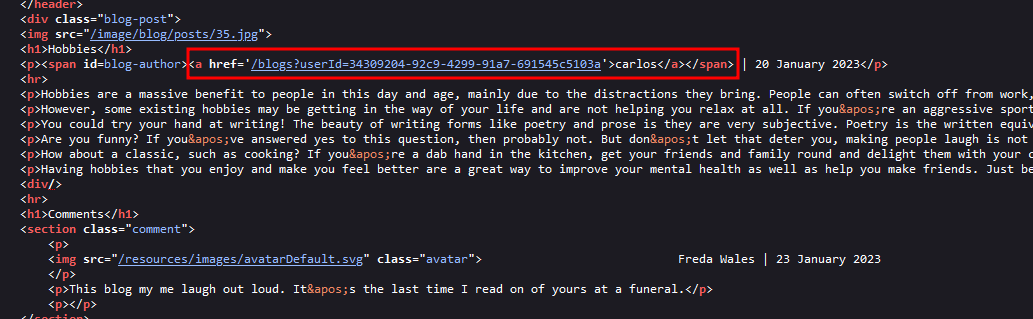 </header>
<div class="blog-post">
<img src="/image/blog/posts/35.jpg">
<h1>Hobbies</h1>
<p><span id=blog-author><a href='/blogs?userId=34309204-92c9-4299-91a7-691545c5103a'>carlos</a></span> | 20 January 2023</p>
<hr>
<p>Hobbies are a massive benefit to people in this day and age, mainly due to the distractions they bring. People can often switch off from work,
<p>However, some existing hobbies may be getting in the way of your life and are not helping you relax at all. If you&apos;re an aggressive sport
<p>You could try your hand at writing! The beauty of writing forms like poetry and prose is they are very subjective. Poetry is the written equiv
<p>Are you funny? If you&apos;ve answered yes to this question, then probably not. But don&apos;t let that deter you, making people laugh is not
<p>How about a classic, such as cooking? If you&apos;re a dab hand in the kitchen, get your friends and family round and delight them with your c
<p>Having hobbies that you enjoy and make you feel better are a great way to improve your mental health as well as help you make friends. Just be
<div/>
<hr>
<h1>Comments</h1>
<section class="comment">
<p>
<img src="/resources/images/avatarDefault.svg" class="avatar"> Freda Wales | 23 January 2023
</p>
<p>This blog my me laugh out loud. It&apos;s the last time I read on of yours at a funeral.</p>
<p></p>
</section>